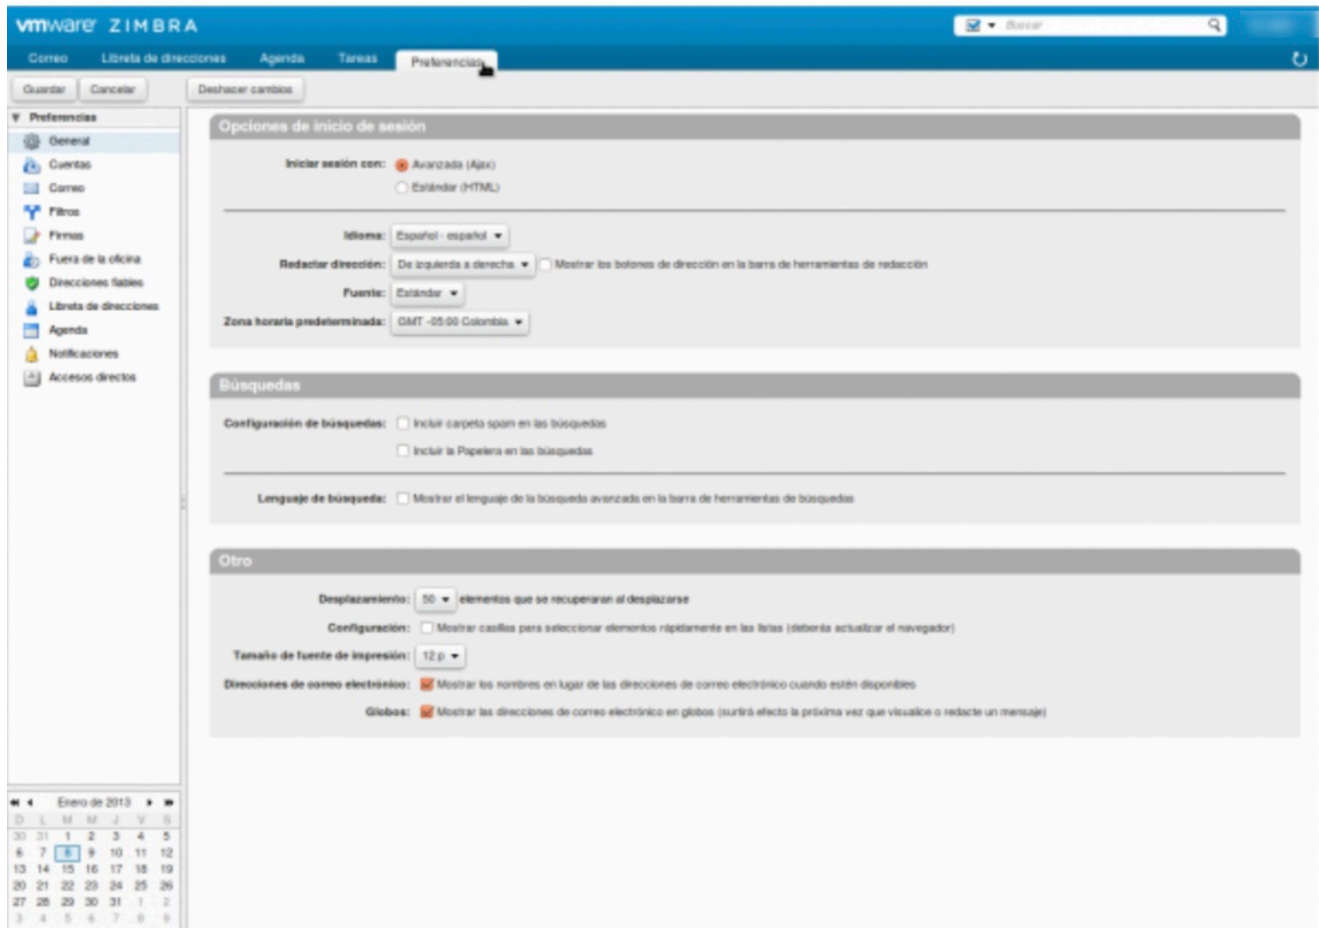 vmware ZIMBRA
Buscar
Correo Libreta de direcciones Agenda Tareas Preferencias
Guardar Cancelar Deshacer cambios
Preferencias
General
Cuentas
Correo
Filtros
Firmas
Fuera de la oficina
Direcciones fiables
Libreta de direcciones
Agenda
Notificaciones
Accesos directos
Opciones de inicio de sesión
Iniciar sesión con: Avanzada (Ajax)
Estándar (HTML)
Idioma: Español - español
Redactar dirección: De izquierda a derecha Mostrar los botones de dirección en la barra de herramientas de redacción
Fuente: Estándar
Zona horaria predeterminada: GMT -05:00 Colombia
Búsquedas
Configuración de búsquedas: Incluir carpeta spam en las búsquedas
Incluir la Papelera en las búsquedas
Lenguaje de búsqueda: Mostrar el lenguaje de la búsqueda avanzada en la barra de herramientas de búsquedas
Otro
Desplazamiento: 50 elementos que se recuperaran al desplazarse
Configuración: Mostrar casillas para seleccionar elementos rápidamente en las listas (deberás actualizar el navegador)
Tamaño de fuente de impresión: 12 p
Direcciones de correo electrónico: Mostrar los nombres en lugar de las direcciones de correo electrónico cuando estén disponibles
Globos: Mostrar las direcciones de correo electrónico en globos (surtirá efecto la próxima vez que visualice o redacte un mensaje)
Enero de 2013
D L M M J V S
30 31 1 2 3 4 5
6 7 8 9 10 11 12
13 14 15 16 17 18 19
20 21 22 23 24 25 26
27 28 29 30 31 1 2
3 4 5 6 7 8 9